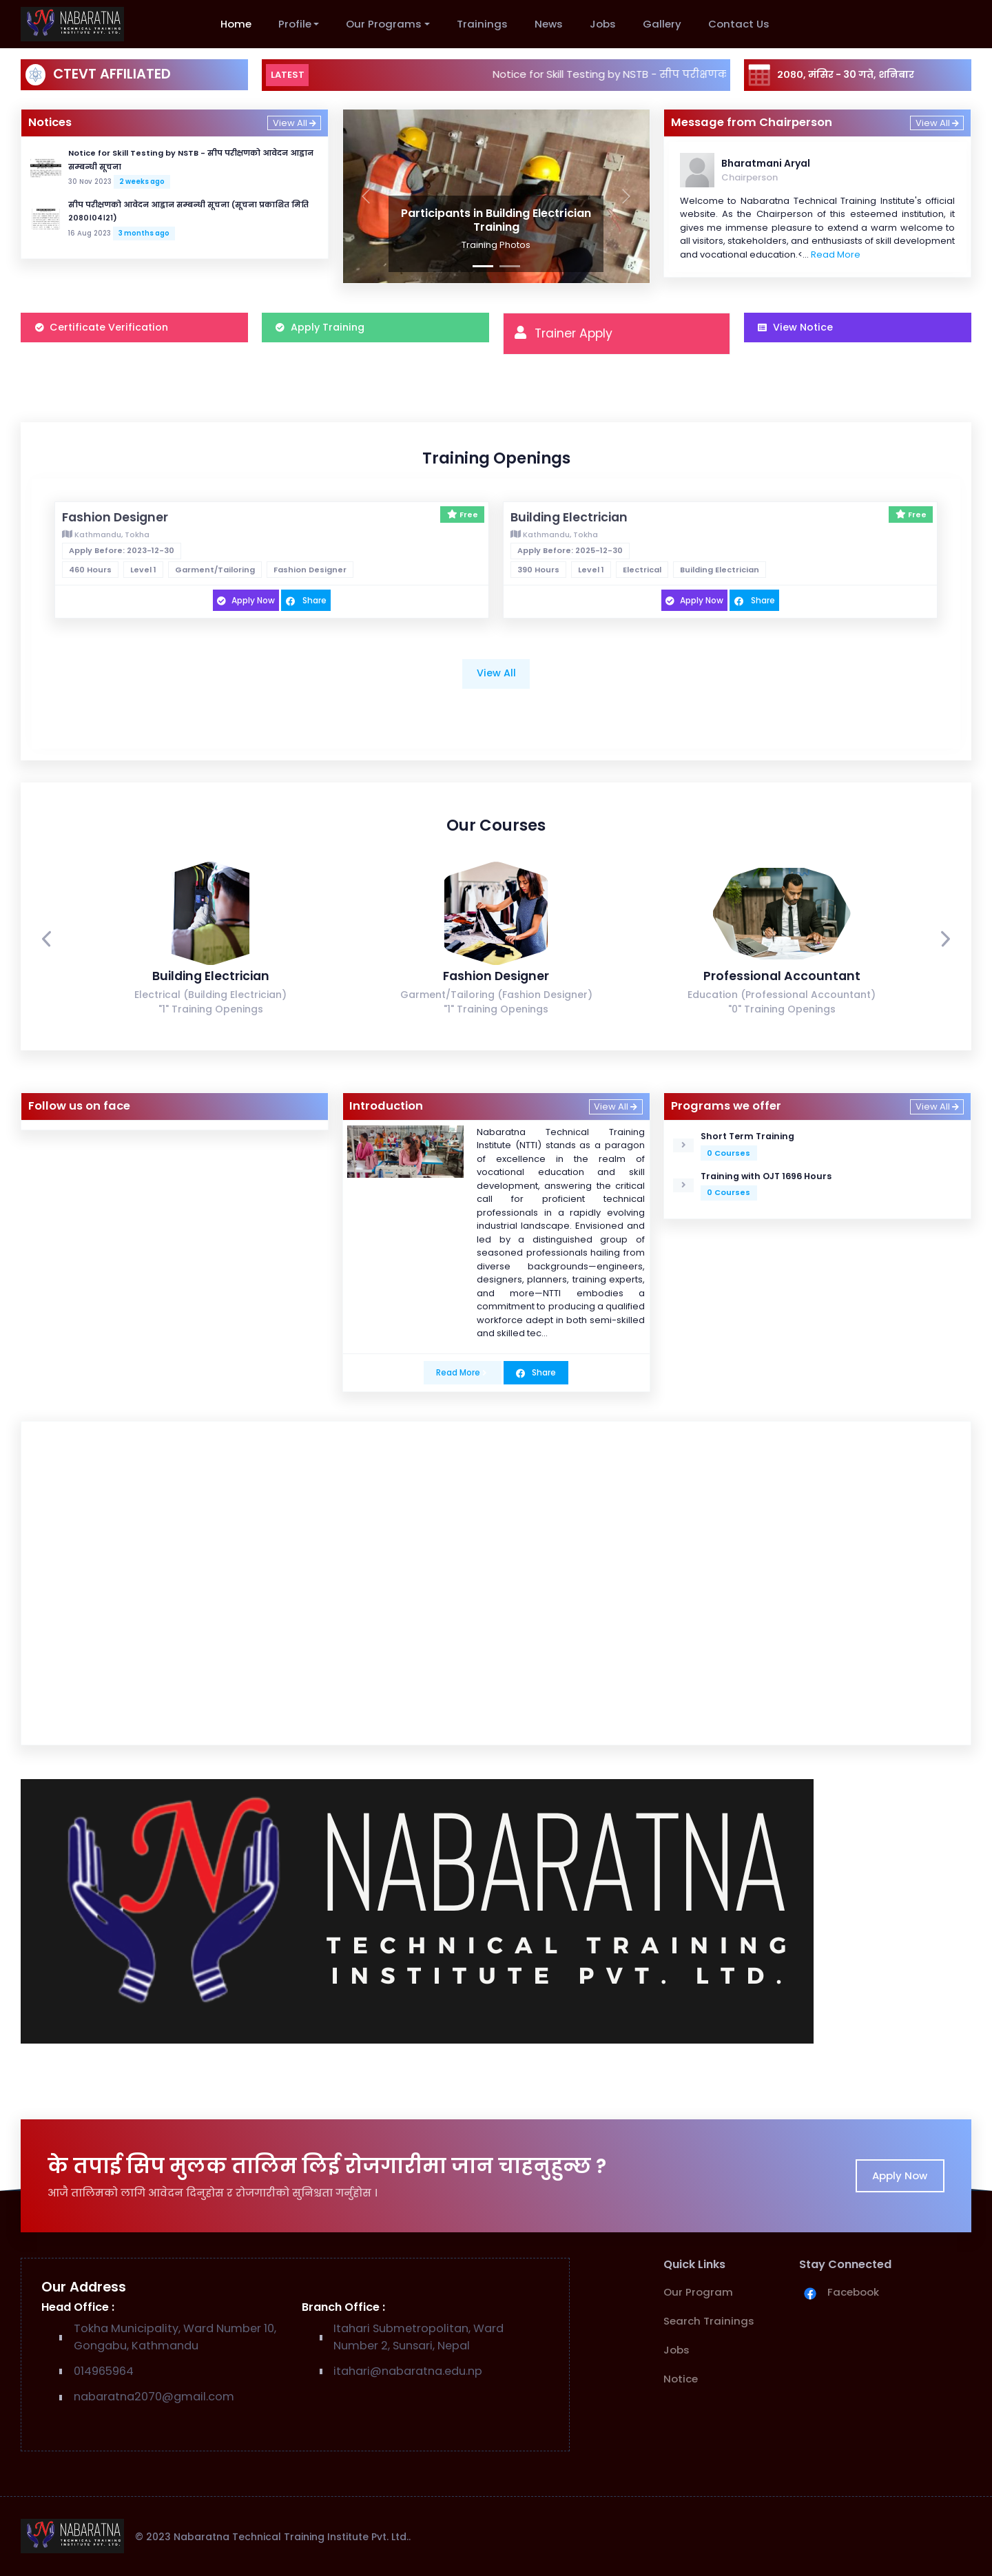 NABARATNA
TECHNICAL TRAINING
INSTITUTE PVT. LTD.
Home
Profile
Our Programs
Trainings
News
Jobs
Gallery
Contact Us
CTEVT AFFILIATED
LATEST
Notice for Skill Testing by NSTB - सीप परीक्षणक
2080, मंसिर - 30 गते, शनिबार
Notices
View All
Notice for Skill Testing by NSTB - सीप परीक्षणको आवेदन आह्वान
सम्बन्धी सूचना
30 Nov 2023
2 weeks ago
सीप परीक्षणको आवेदन आह्वान सम्बन्धी सूचना (सूचना प्रकाशित मिति
2080|04|21)
16 Aug 2023
3 months ago
Participants in Building Electrician
Training
Training Photos
Message from Chairperson
View All
Bharatmani Aryal
Chairperson
Welcome to Nabaratna Technical Training Institute's official
website. As the Chairperson of this esteemed institution, it
gives me immense pleasure to extend a warm welcome to
all visitors, stakeholders, and enthusiasts of skill development
and vocational education.<... Read More
Certificate Verification
Apply Training
Trainer Apply
View Notice
Training Openings
Fashion Designer
Free
Kathmandu, Tokha
Apply Before: 2023-12-30
460 Hours
Level 1
Garment/Tailoring
Fashion Designer
Apply Now
Share
Building Electrician
Free
Kathmandu, Tokha
Apply Before: 2025-12-30
390 Hours
Level 1
Electrical
Building Electrician
Apply Now
Share
View All
Our Courses
Building Electrician
Electrical (Building Electrician)
"1" Training Openings
Fashion Designer
Garment/Tailoring (Fashion Designer)
"1" Training Openings
Professional Accountant
Education (Professional Accountant)
"0" Training Openings
Follow us on face
Introduction
View All
Nabaratna Technical Training
Institute (NTTI) stands as a paragon
of excellence in the realm of
vocational education and skill
development, answering the critical
call for proficient technical
professionals in a rapidly evolving
industrial landscape. Envisioned and
led by a distinguished group of
seasoned professionals hailing from
diverse backgrounds—engineers,
designers, planners, training experts,
and more—NTTI embodies a
commitment to producing a qualified
workforce adept in both semi-skilled
and skilled tec...
Read More
Share
Programs we offer
View All
Short Term Training
0 Courses
Training with OJT 1696 Hours
0 Courses
NABARATNA
TECHNICAL TRAINING
INSTITUTE PVT. LTD.
के तपाई सिप मुलक तालिम लिई रोजगारीमा जान चाहनुहुन्छ ?
आजै तालिमको लागि आवेदन दिनुहोस र रोजगारीको सुनिश्चता गर्नुहोस ।
Apply Now
Our Address
Head Office :
Tokha Municipality, Ward Number 10,
Gongabu, Kathmandu
014965964
nabaratna2070@gmail.com
Branch Office :
Itahari Submetropolitan, Ward
Number 2, Sunsari, Nepal
itahari@nabaratna.edu.np
Quick Links
Our Program
Search Trainings
Jobs
Notice
Stay Connected
Facebook
NABARATNA
TECHNICAL TRAINING
INSTITUTE PVT. LTD.
© 2023 Nabaratna Technical Training Institute Pvt. Ltd..